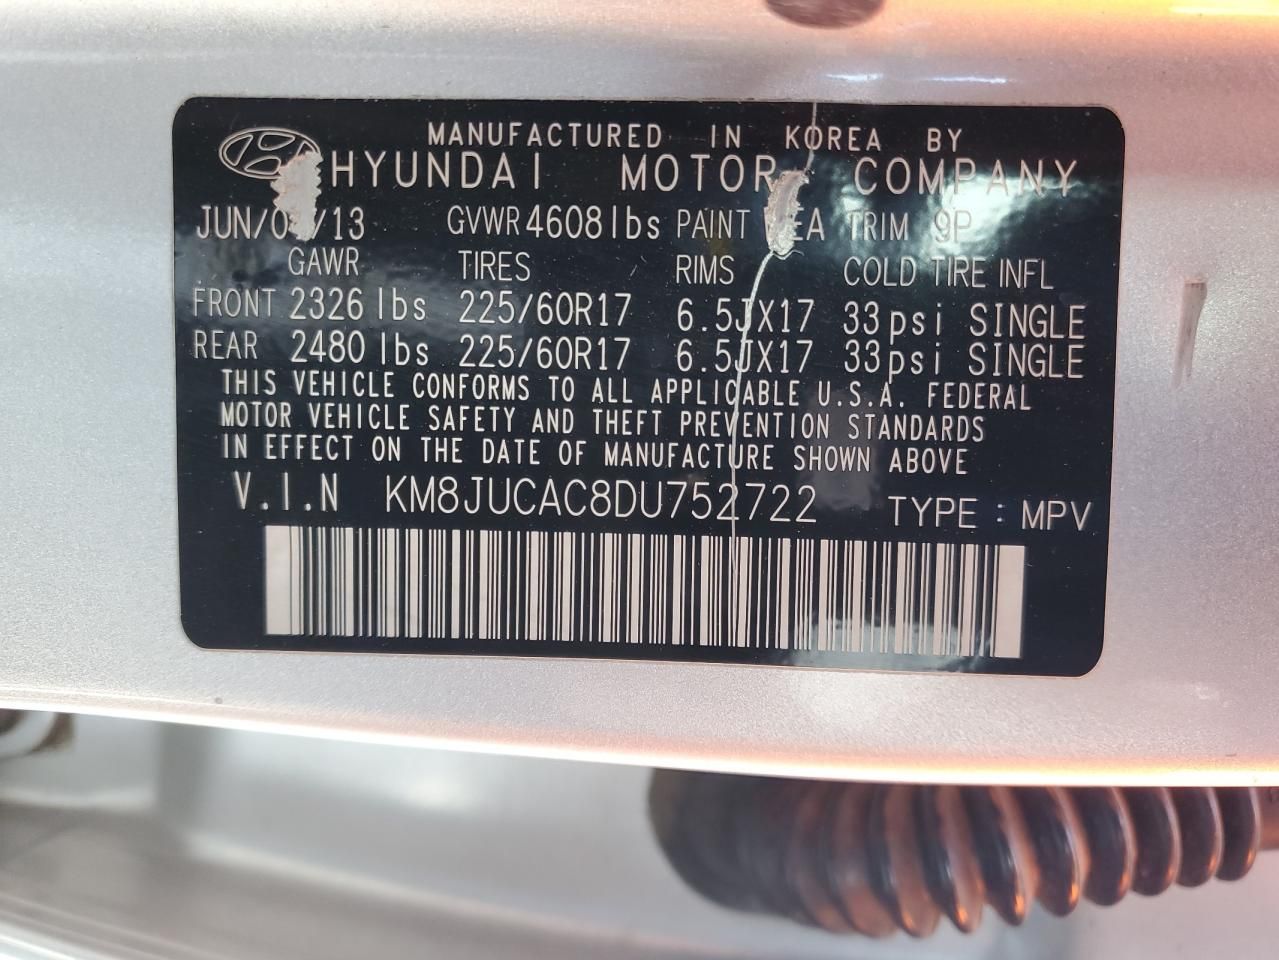 MANUFACTURED IN KOREA BY
HYUNDAI MOTOR COMPANY
GVWR 4608lbs PAINT TRIM 9P
GAWR TIRES RIMS COLD TIRE INFL
FRONT 2326 lbs 225/60R17 6.5JX17 33psi SINGLE
REAR 2480 lbs 225/60R17 6.5JX17 33psi SINGLE
THIS VEHICLE CONFORMS TO ALL APPLICABLE U.S.A. FEDERAL
MOTOR VEHICLE SAFETY AND THEFT PREVENTION STANDARDS
IN EFFECT ON THE DATE OF MANUFACTURE SHOWN ABOVE
V.I.N KM8JUCAC8DU752722 TYPE : MPV